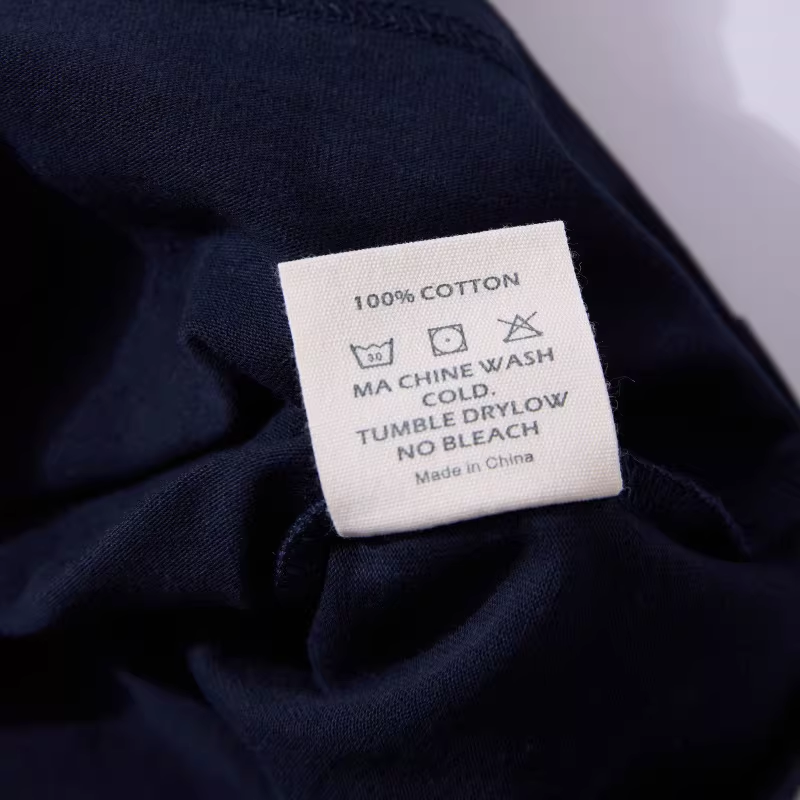 100% COTTON
30
MA CHINE WASH
COLD.
TUMBLE DRYLOW
NO BLEACH
Made in China